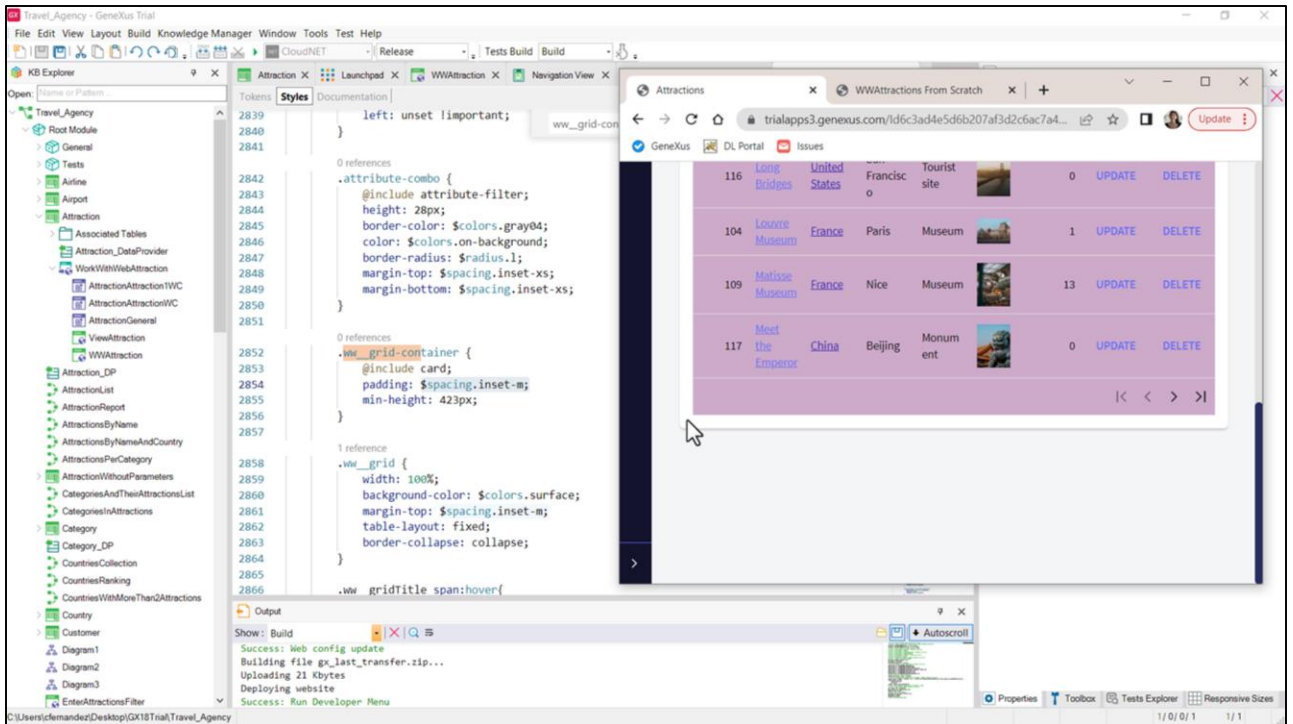 GX Travel_Agency - GeneXus Trial
File Edit View Layout Build Knowledge Manager Window Tools Test Help
CloudNET Release Tests Build Build
KB Explorer
Open: Name or Pattern
Travel_Agency
Root Module
General
Tests
Airline
Airport
Attraction
Associated Tables
Attraction_DataProvider
WorkWithWebAttraction
AttractionAttraction1WC
AttractionAttractionWC
AttractionGeneral
ViewAttraction
WWAttraction
Attraction_DP
AttractionList
AttractionReport
AttractionsByName
AttractionsByNameAndCountry
AttractionsPerCategory
AttractionWithoutParameters
CategoriesAndTheirAttractionsList
CategoriesInAttractions
Category
Category_DP
CountriesCollection
CountriesRanking
CountriesWithMoreThan2Attractions
Country
Customer
Diagram1
Diagram2
Diagram3
EnterAttractionsFilter
Attraction X Launchpad X WWAttraction X Navigation View X
Tokens Styles Documentation
ww__grid-con
2839 left: unset !important;
2840 }
2841
0 references
2842 .attribute-combo {
2843 @include attribute-filter;
2844 height: 28px;
2845 border-color: $colors.gray04;
2846 color: $colors.on-background;
2847 border-radius: $radius.l;
2848 margin-top: $spacing.inset-xs;
2849 margin-bottom: $spacing.inset-xs;
2850 }
2851
0 references
2852 .ww__grid-container {
2853 @include card;
2854 padding: $spacing.inset-m;
2855 min-height: 423px;
2856 }
2857
1 reference
2858 .ww__grid {
2859 width: 100%;
2860 background-color: $colors.surface;
2861 margin-top: $spacing.inset-m;
2862 table-layout: fixed;
2863 border-collapse: collapse;
2864 }
2865
2866 .ww__gridTitle span:hover{
Output
Show: Build Autoscroll
Success: Web config update
Building file gx_last_transfer.zip...
Uploading 21 Kbytes
Deploying website
Success: Run Developer Menu
Attractions WWAttractions From Scratch
trialapps3.genexus.com/Id6c3ad4e5d6b207af3d2c6ac7a4... Update
GeneXus DL Portal Issues
116 Long Bridges United States San Francisco Tourist site 0 UPDATE DELETE
104 Louvre Museum France Paris Museum 1 UPDATE DELETE
109 Matisse Museum France Nice Museum 13 UPDATE DELETE
117 Meet the Emperor China Beijing Monument 0 UPDATE DELETE
Properties Toolbox Tests Explorer Responsive Sizes
C:\Users\cfernandez\Desktop\GX18Trial\Travel_Agency 1/0/0/1 1/1